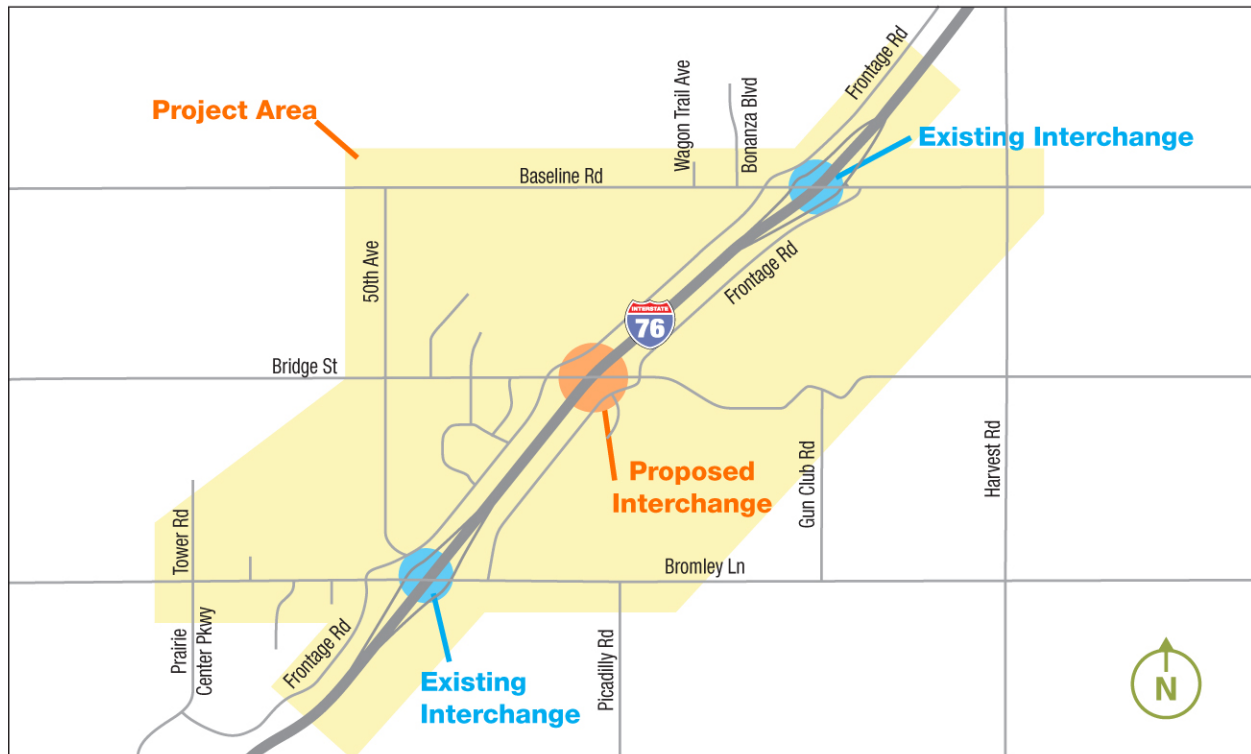 Frontage Rd
Project Area
Wagon Trail Ave
Bonanza Blvd
Existing Interchange
Baseline Rd
50th Ave
Frontage Rd
INTERSTATE
76
Bridge St
Proposed
Interchange
Gun Club Rd
Harvest Rd
Tower Rd
Bromley Ln
Prairie
Center Pkwy
Frontage Rd
Existing
Interchange
Picadilly Rd
N